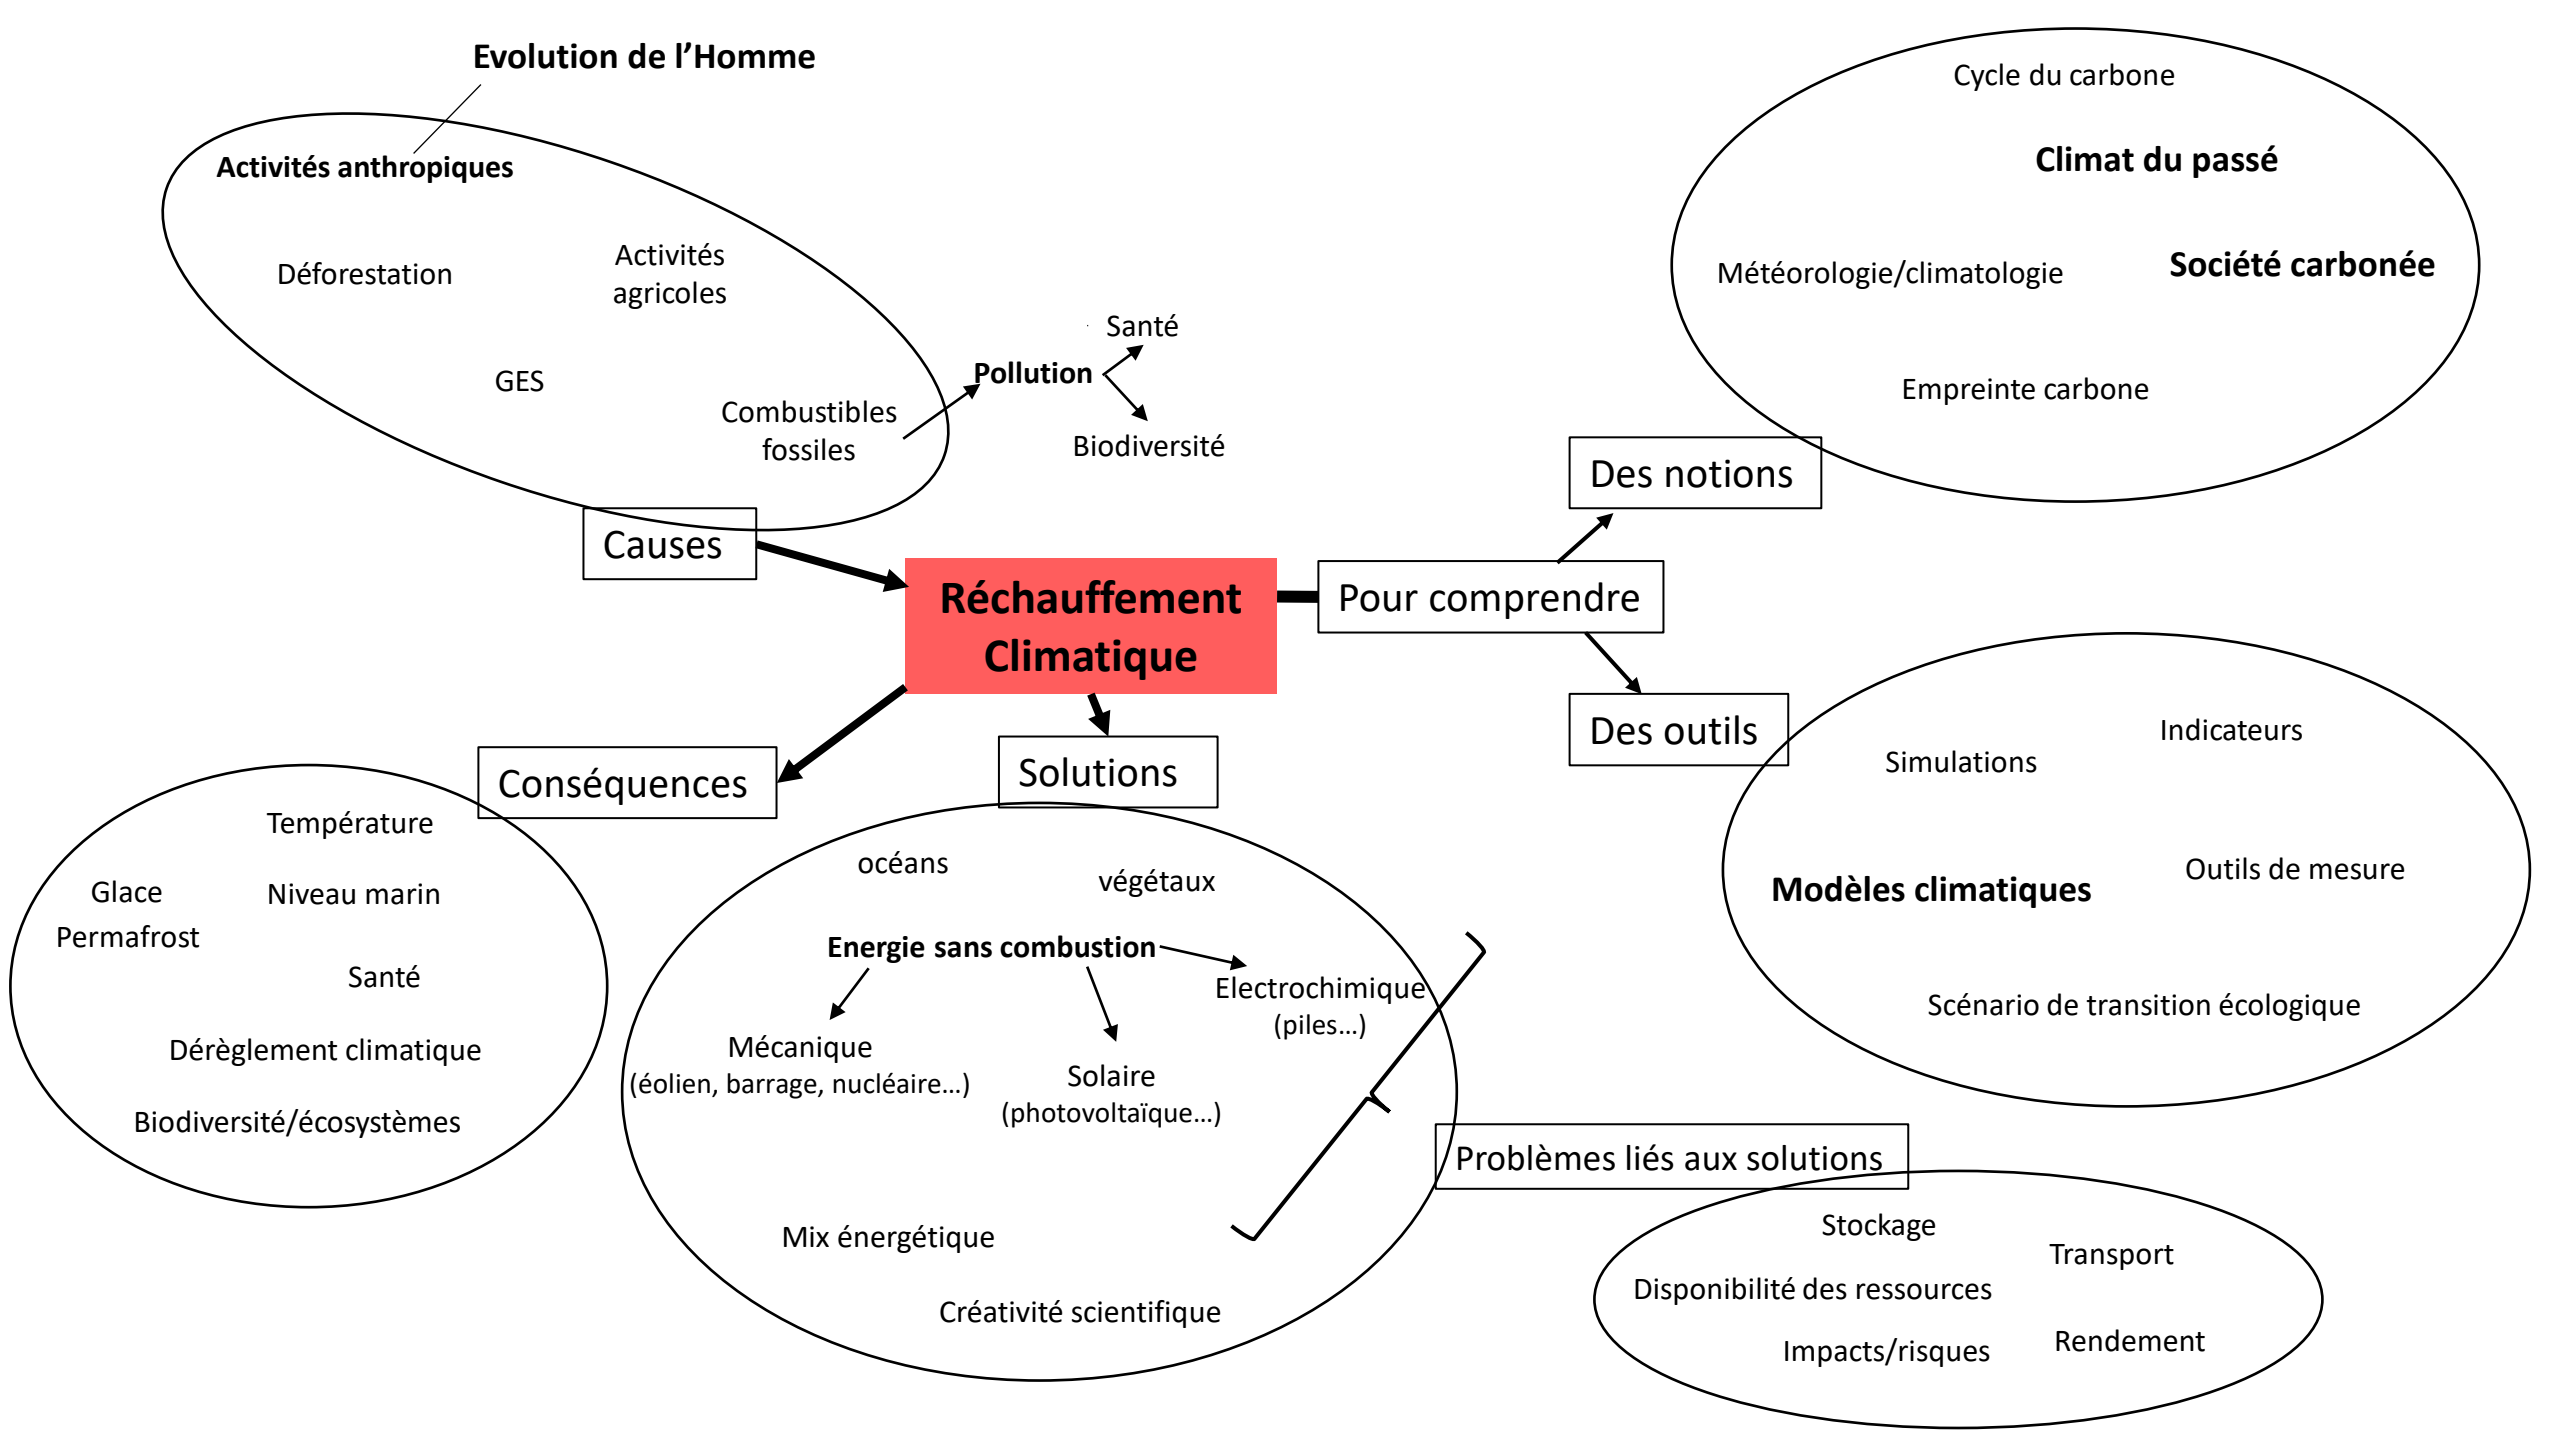 Evolution de l’Homme
Activités anthropiques
Déforestation
Activités
agricoles
GES
Combustibles
fossiles
Pollution
Santé
Biodiversité
Causes
Cycle du carbone
Climat du passé
Météorologie/climatologie
Société carbonée
Empreinte carbone
Des notions
Réchauffement
Climatique
Pour comprendre
Des outils
Simulations
Indicateurs
Modèles climatiques
Outils de mesure
Scénario de transition écologique
Conséquences
Température
Glace
Niveau marin
Permafrost
Santé
Dérèglement climatique
Biodiversité/écosystèmes
Solutions
océans
végétaux
Energie sans combustion
Electrochimique
(piles…)
Mécanique
(éolien, barrage, nucléaire…)
Solaire
(photovoltaïque…)
Mix énergétique
Créativité scientifique
Problèmes liés aux solutions
Stockage
Transport
Disponibilité des ressources
Rendement
Impacts/risques